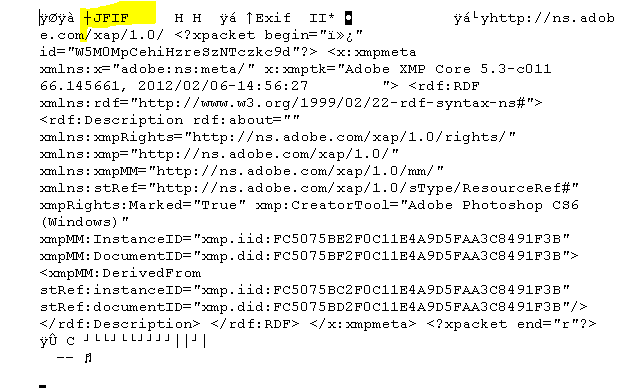 ÿØÿà ┼JFIF H H ÿá ↑Exif II* ◘ ÿá└yhttp://ns.adob
e.com/xap/1.0/ <?xpacket begin="ï»¿"
id="W5M0MpCehiHzreSzNTczkc9d"?> <x:xmpmeta
xmlns:x="adobe:ns:meta/" x:xmptk="Adobe XMP Core 5.3-c011
66.145661, 2012/02/06-14:56:27 "> <rdf:RDF
xmlns:rdf="http://www.w3.org/1999/02/22-rdf-syntax-ns#">
<rdf:Description rdf:about=""
xmlns:xmpRights="http://ns.adobe.com/xap/1.0/rights/"
xmlns:xmp="http://ns.adobe.com/xap/1.0/"
xmlns:xmpMM="http://ns.adobe.com/xap/1.0/mm/"
xmlns:stRef="http://ns.adobe.com/xap/1.0/sType/ResourceRef#"
xmpRights:Marked="True" xmp:CreatorTool="Adobe Photoshop CS6
(Windows)"
xmpMM:InstanceID="xmp.iid:FC5075BE2F0C11E4A9D5FAA3C8491F3B"
xmpMM:DocumentID="xmp.did:FC5075BF2F0C11E4A9D5FAA3C8491F3B">
<xmpMM:DerivedFrom
stRef:instanceID="xmp.iid:FC5075BC2F0C11E4A9D5FAA3C8491F3B"
stRef:documentID="xmp.did:FC5075BD2F0C11E4A9D5FAA3C8491F3B"/>
</rdf:Description> </rdf:RDF> </x:xmpmeta> <?xpacket end="r"?>
ÿÛ C